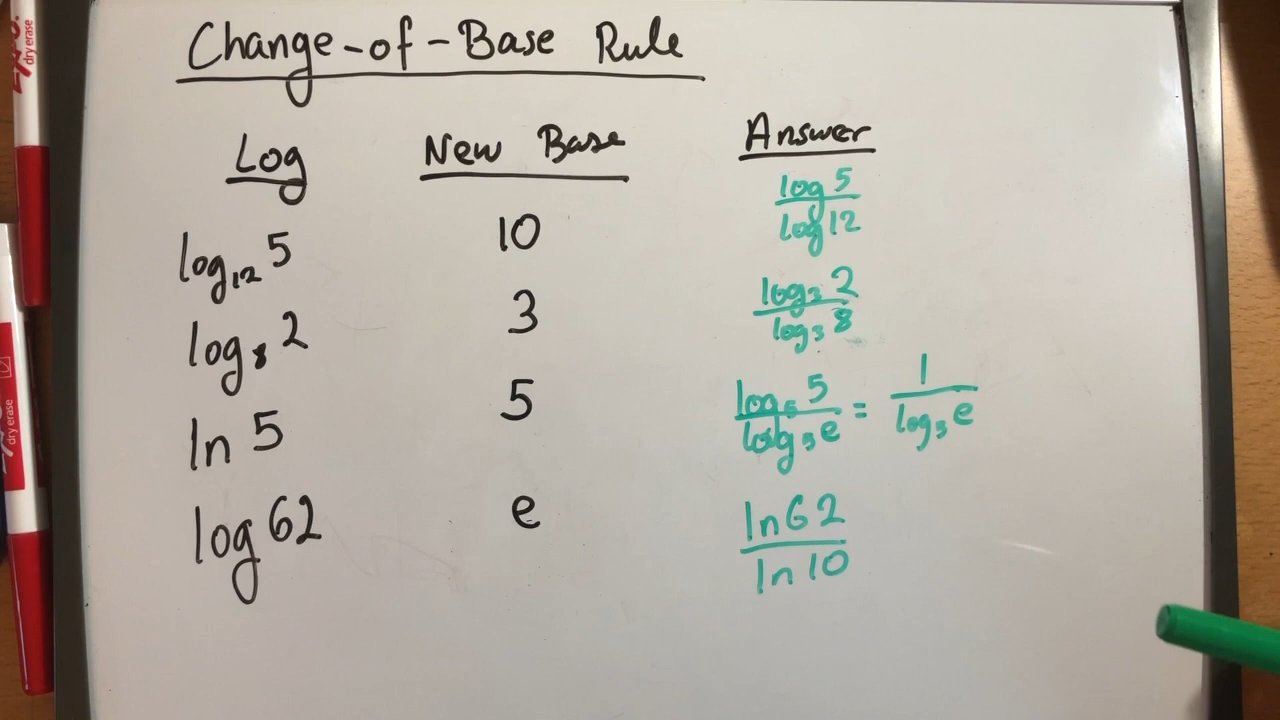 Change-of-Base Rule
Log New Base Answer
log₁₂ 5 10 log 5 / log 12
log₈ 2 3 log₃ 2 / log₃ 8
ln 5 5 log₅ 5 / log₅ e = 1 / log₅ e
log 62 e ln 62 / ln 10
dry erase
dry erase